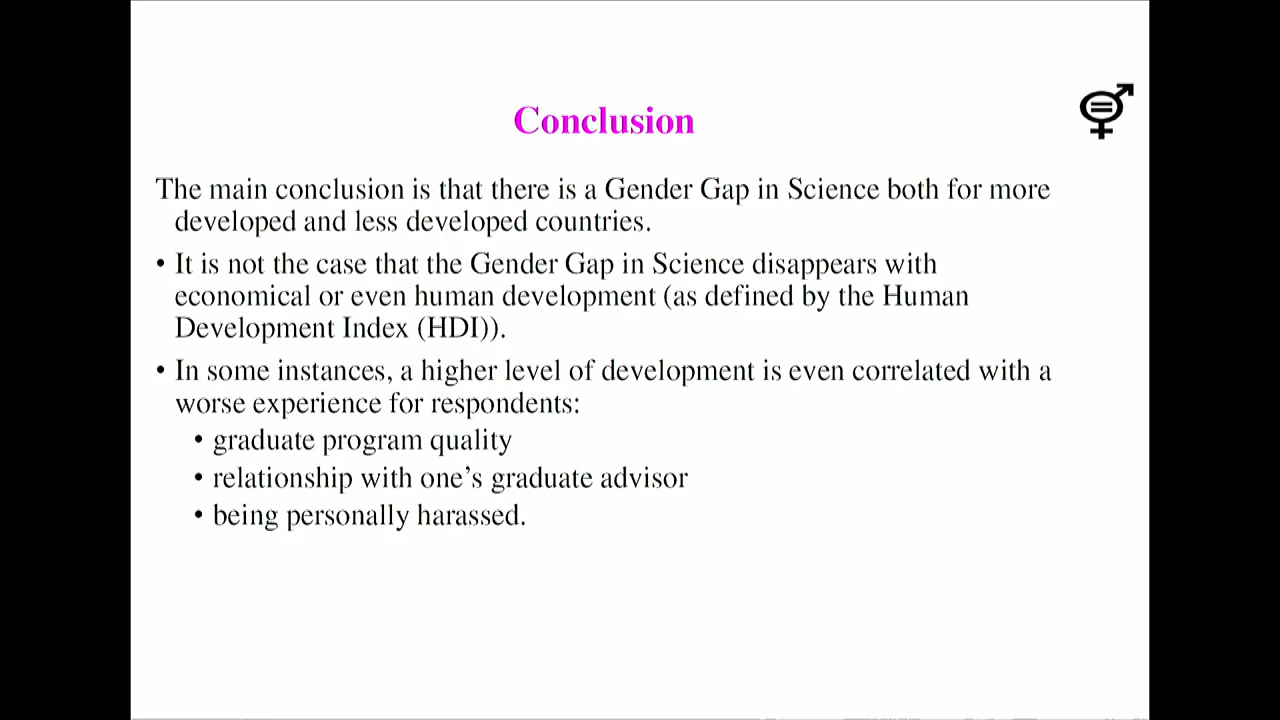 Conclusion
The main conclusion is that there is a Gender Gap in Science both for more
developed and less developed countries.
• It is not the case that the Gender Gap in Science disappears with
economical or even human development (as defined by the Human
Development Index (HDI)).
• In some instances, a higher level of development is even correlated with a
worse experience for respondents:
• graduate program quality
• relationship with one’s graduate advisor
• being personally harassed.